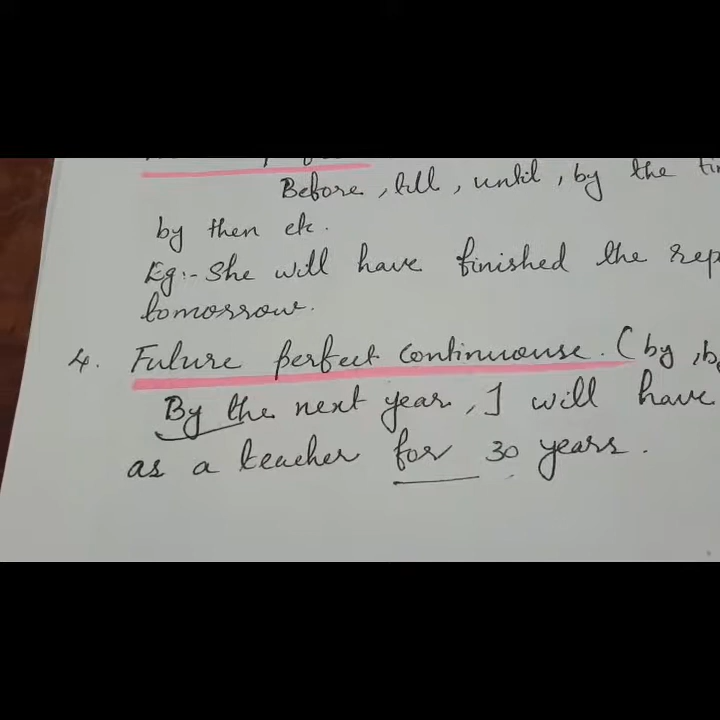 Before, till, until, by the
by then etc.
Eg:- She will have finished the
tomorrow.
4. Future perfect continuouse. (by,
By the next year, I will have
as a teacher for 30 years.